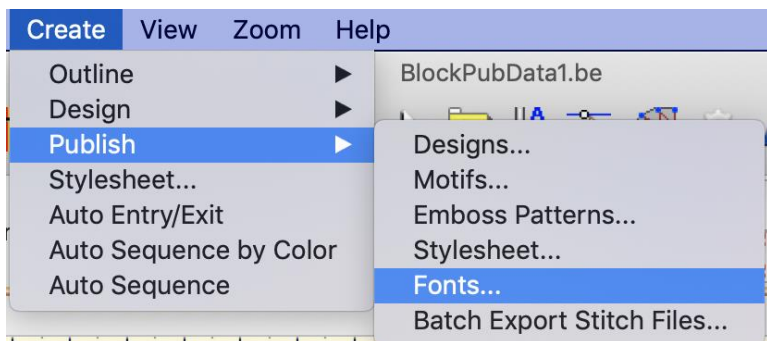 Create View Zoom Help
Outline
Design
Publish
Stylesheet...
Auto Entry/Exit
Auto Sequence by Color
Auto Sequence
BlockPubData1.be
Designs...
Motifs...
Emboss Patterns...
Stylesheet...
Fonts...
Batch Export Stitch Files...